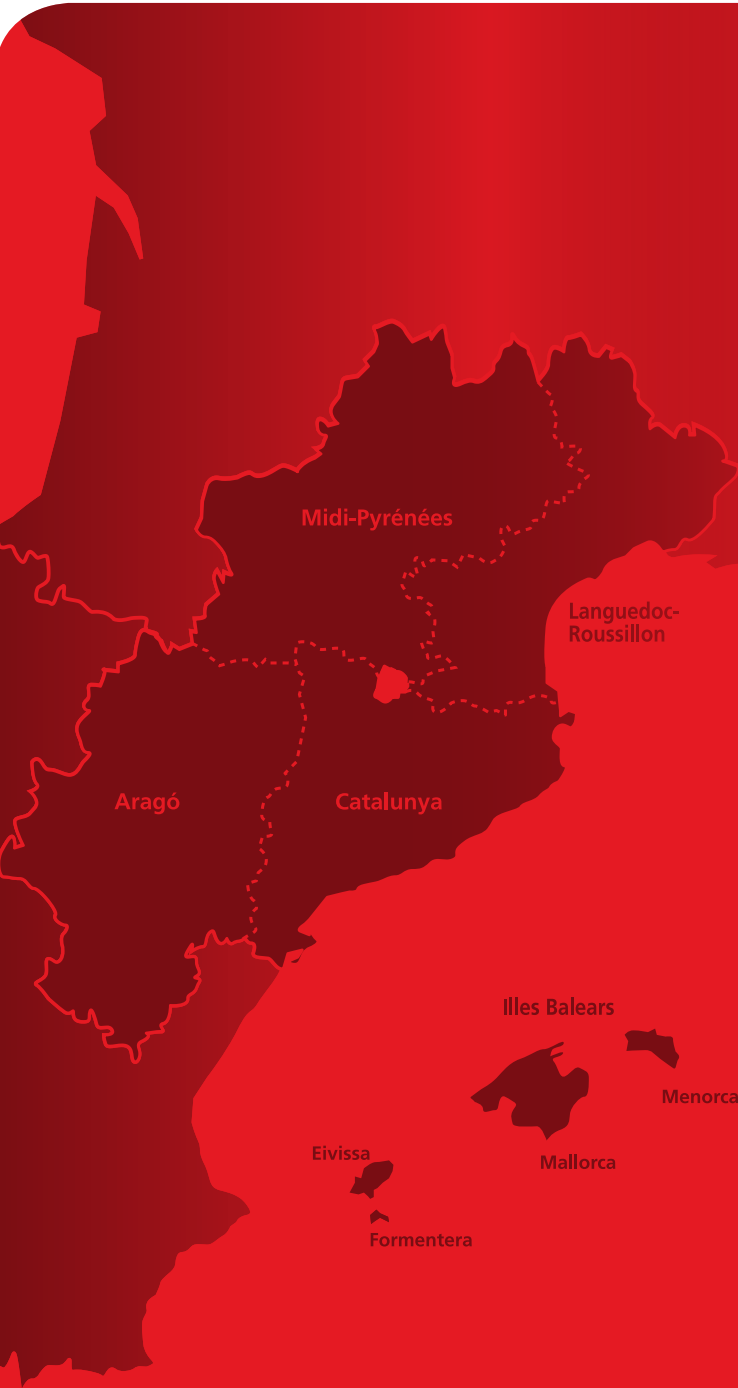 Midi-Pyrénées
Languedoc-
Roussillon
Aragó
Catalunya
Illes Balears
Menorca
Eivissa
Mallorca
Formentera